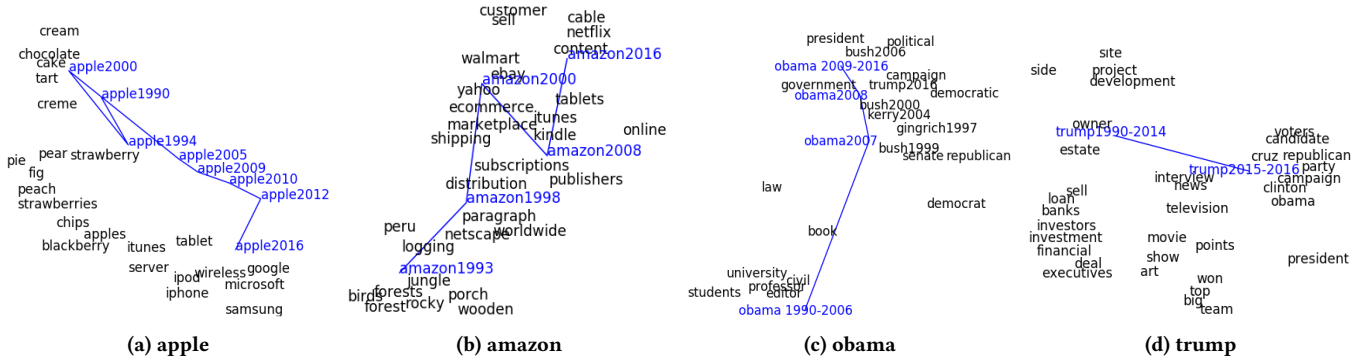 cream
chocolate
cake
apple2000
tart
apple1990
creme
apple1994
pear
strawberry
apple2005
pie
fig
apple2009
apple2010
peach
apple2012
strawberries
chips
apples
blackberry
itunes
tablet
apple2016
server
ipod
wireless
google
microsoft
iphone
samsung
(a) apple
customer
sell
cable
netflix
content
amazon2016
walmart
ebay
amazon2000
yahoo
tablets
ecommerce
itunes
marketplace
kindle
online
shipping
amazon2008
subscriptions
publishers
distribution
amazon1998
paragraph
peru
netscape
worldwide
logging
amazon1993
jungle
birds
forests
porch
forest
rocky
wooden
(b) amazon
president
political
bush2006
obama 2009-2016
campaign
government
trump2016
obama2008
democratic
bush2000
kerry2004
gingrich1997
obama2007
bush1999
senate
republican
law
democrat
book
university
civil
professor
students
editor
obama 1990-2006
(c) obama
site
side
project
development
owner
trump1990-2014
voters
candidate
estate
cruz
republican
trump2015-2016
party
interview
campaign
news
clinton
sell
loan
obama
banks
television
investors
investment
movie
points
financial
show
president
deal
art
executives
won
top
big
team
(d) trump